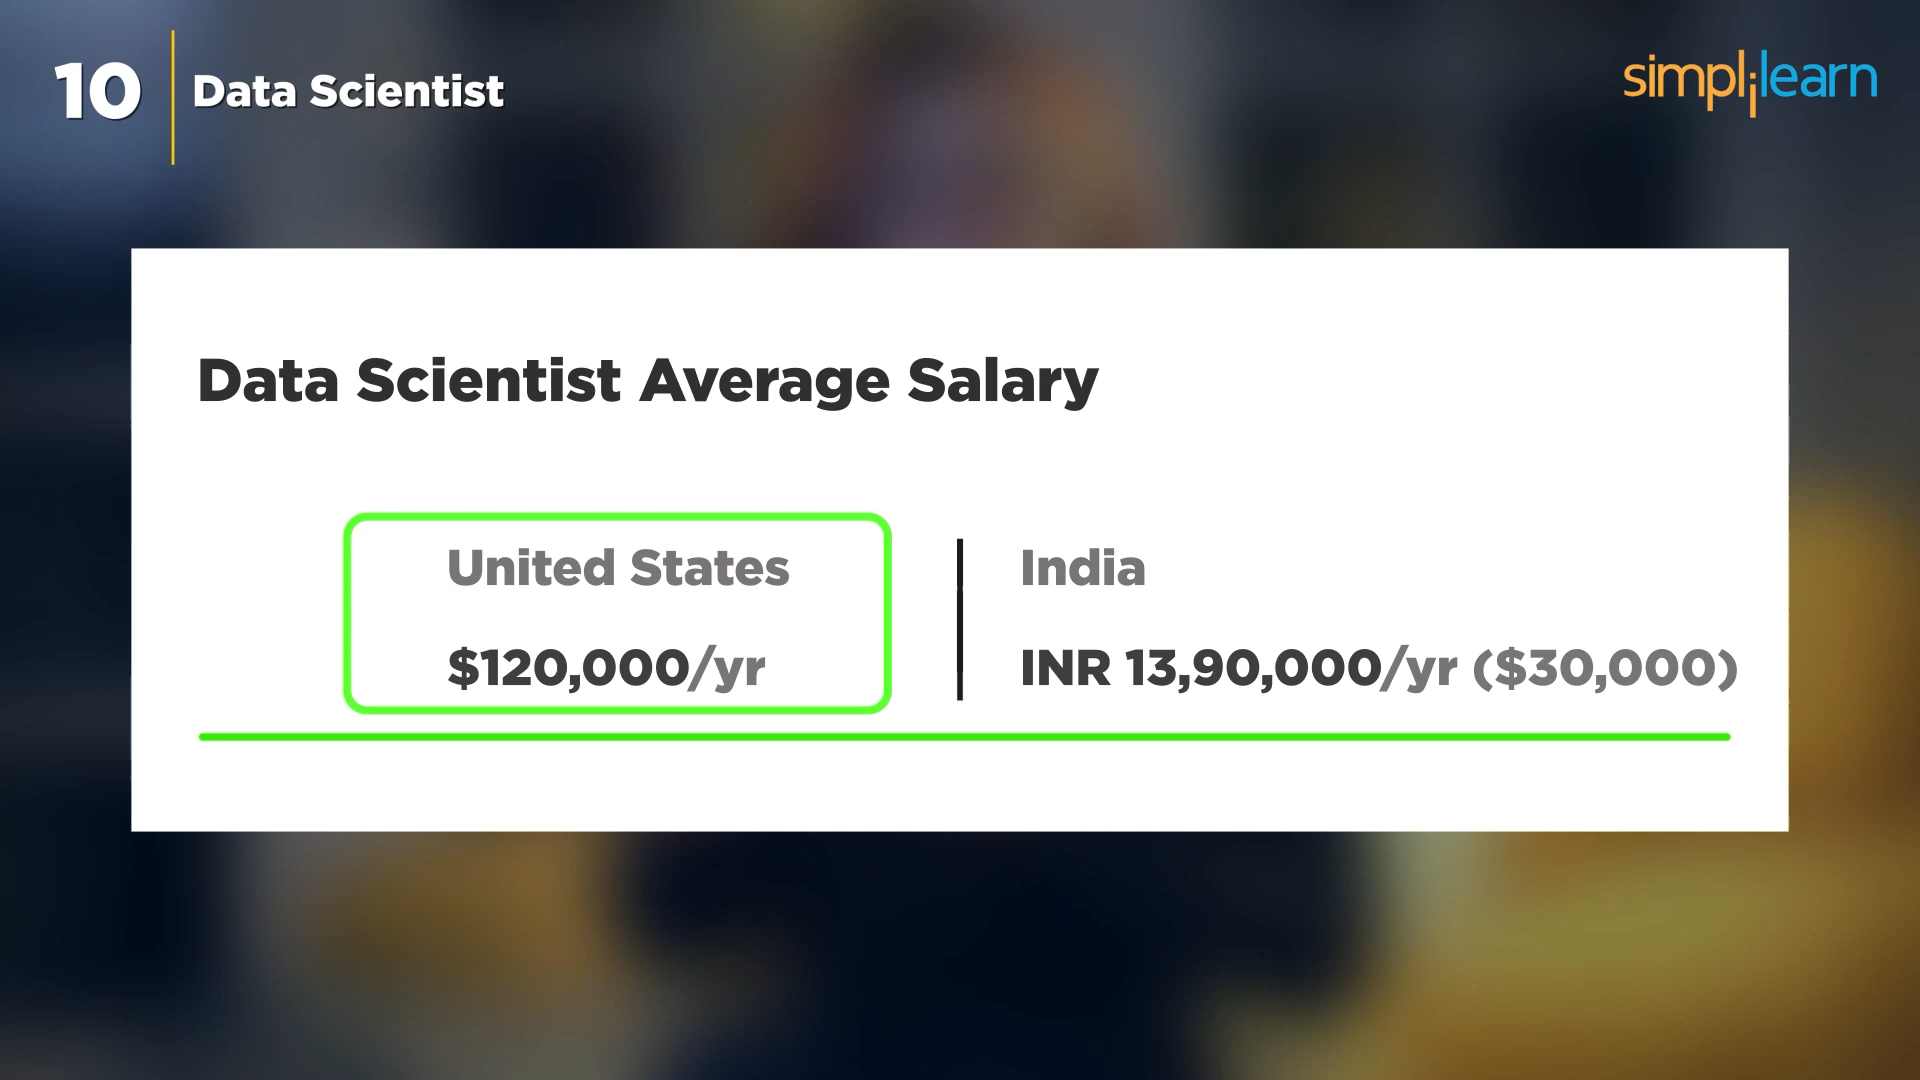 10
Data Scientist
simplilearn
Data Scientist Average Salary
United States
$120,000/yr
India
INR 13,90,000/yr ($30,000)